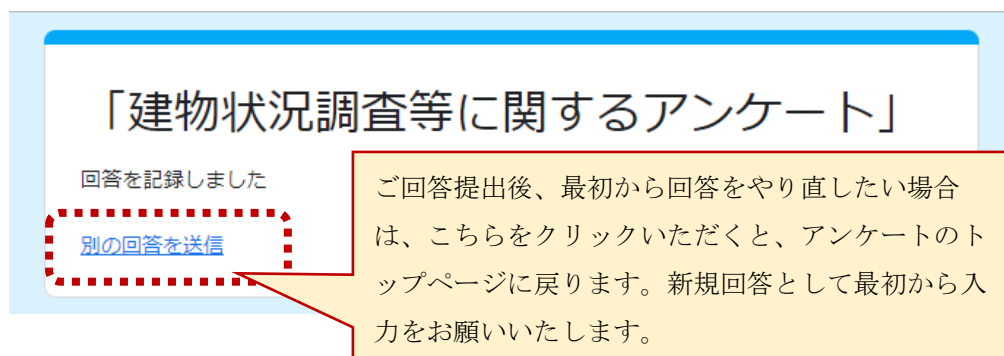 「建物状況調査等に関するアンケート」
回答を記録しました
別の回答を送信
ご回答提出後、最初から回答をやり直したい場合
は、こちらをクリックいただくと、アンケートのト
ップページに戻ります。新規回答として最初から入
力をお願いいたします。